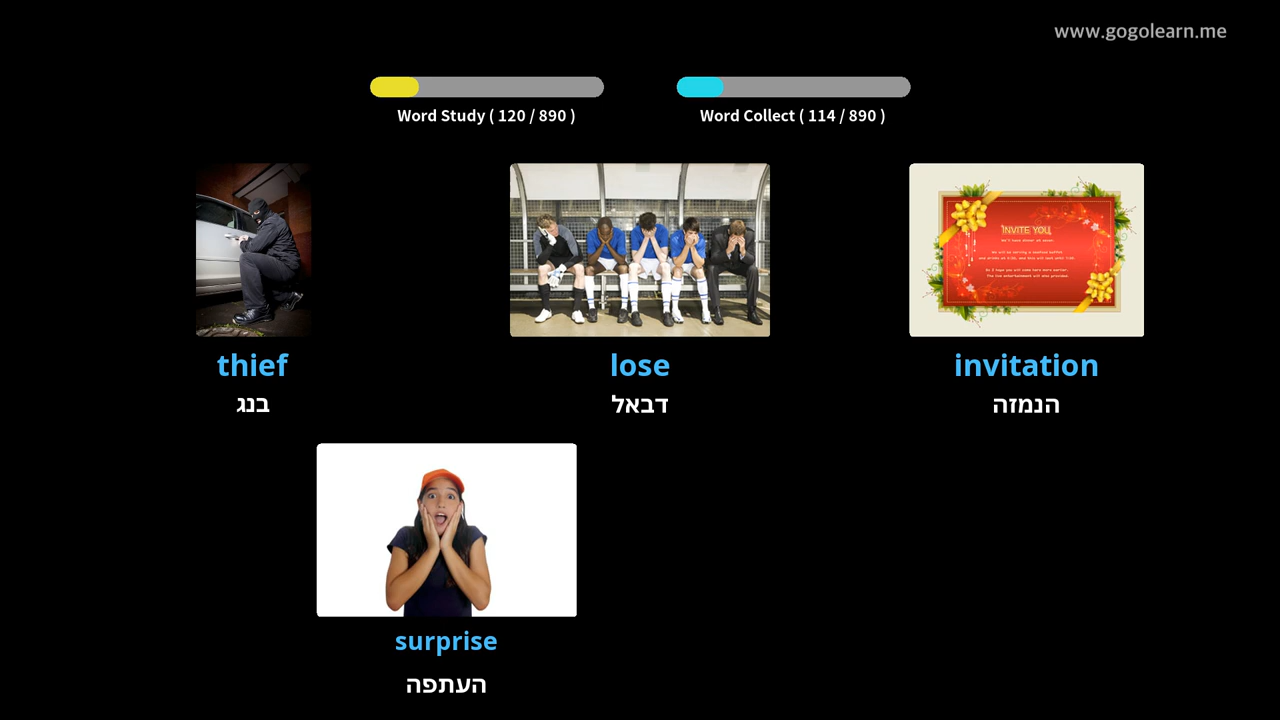 www.gogolearn.me
Word Study ( 120 / 890 )
Word Collect ( 114 / 890 )
INVITE YOU
thief
בנג
lose
דבאל
invitation
הנמזה
surprise
העתפה